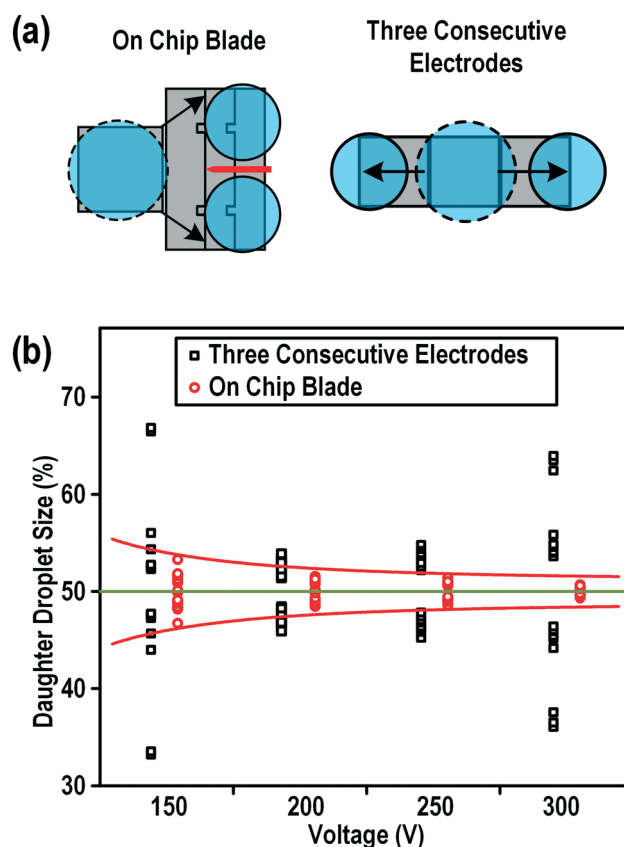 (a)
On Chip Blade
Three Consecutive
Electrodes
(b)
Three Consecutive Electrodes
On Chip Blade
Daughter Droplet Size (%)
70
60
50
40
30
150 200 250 300
Voltage (V)